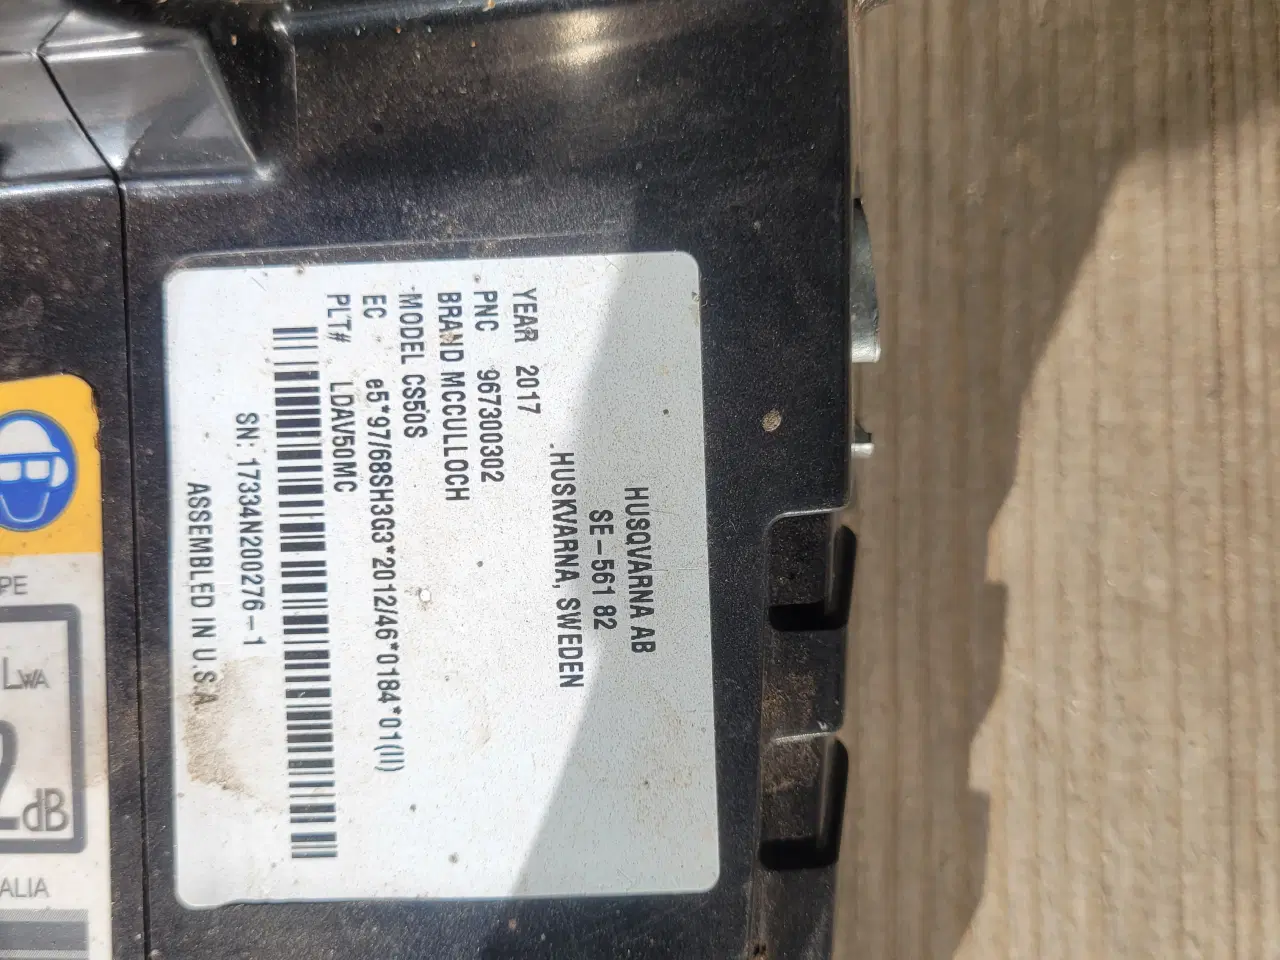 HUSQVARNA AB
SE-561 82
HUSKVARNA, SWEDEN
YEAR 2017
PNC 967300302
BRAND MCCULLOCH
MODEL CS50S
EC e5*97/68SH3G3*2012/46*0184*01(II)
PLT# LDAV50MC
SN: 17334N200276-1
ASSEMBLED IN U.S.A.
LWA
2
dB